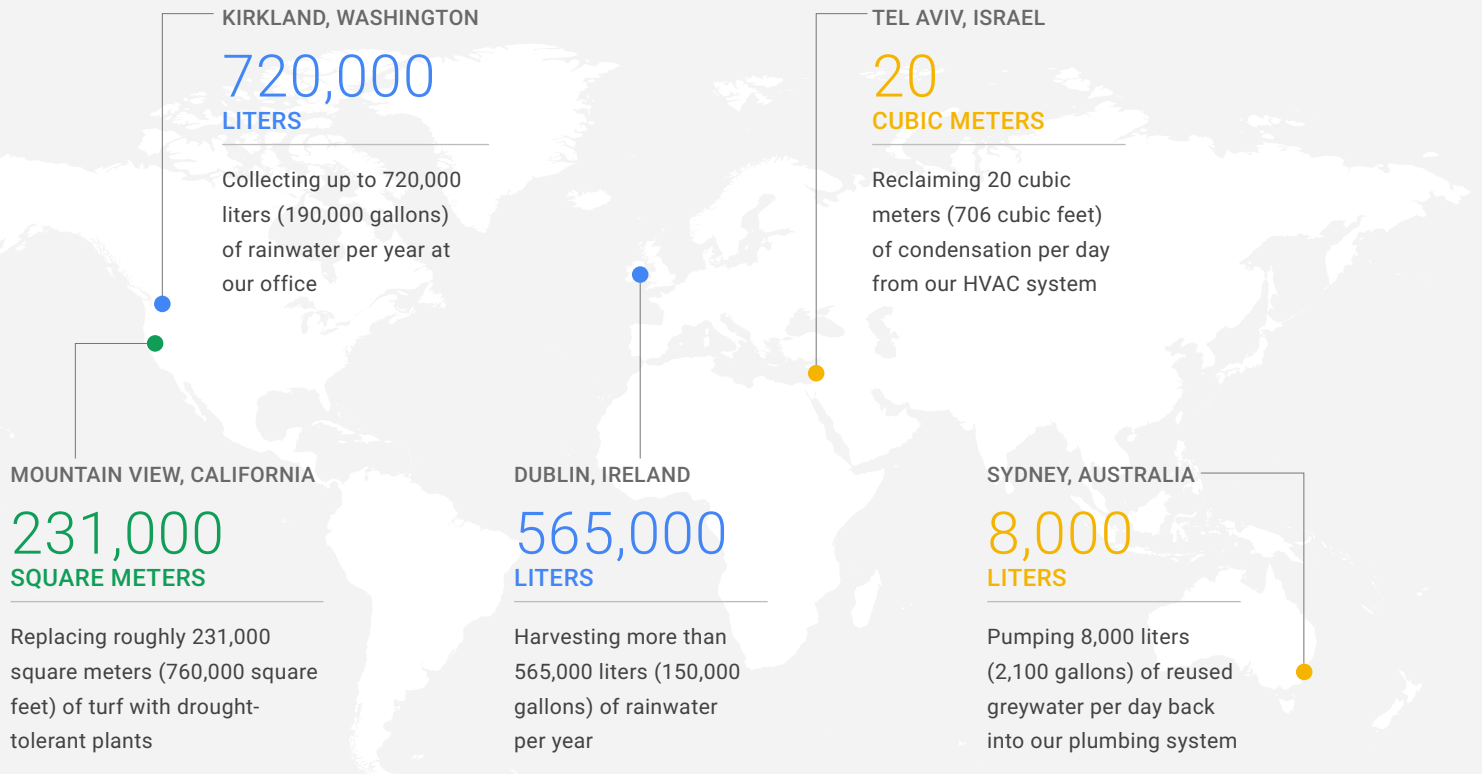 KIRKLAND, WASHINGTON
720,000
LITERS
Collecting up to 720,000
liters (190,000 gallons)
of rainwater per year at
our office
TEL AVIV, ISRAEL
20
CUBIC METERS
Reclaiming 20 cubic
meters (706 cubic feet)
of condensation per day
from our HVAC system
MOUNTAIN VIEW, CALIFORNIA
231,000
SQUARE METERS
Replacing roughly 231,000
square meters (760,000 square
feet) of turf with drought-
tolerant plants
DUBLIN, IRELAND
565,000
LITERS
Harvesting more than
565,000 liters (150,000
gallons) of rainwater
per year
SYDNEY, AUSTRALIA
8,000
LITERS
Pumping 8,000 liters
(2,100 gallons) of reused
greywater per day back
into our plumbing system